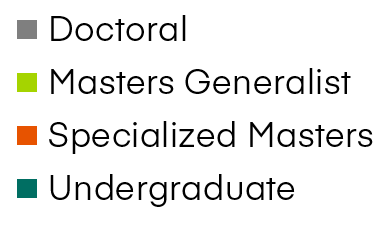 Doctoral
Masters Generalist
Specialized Masters
Undergraduate